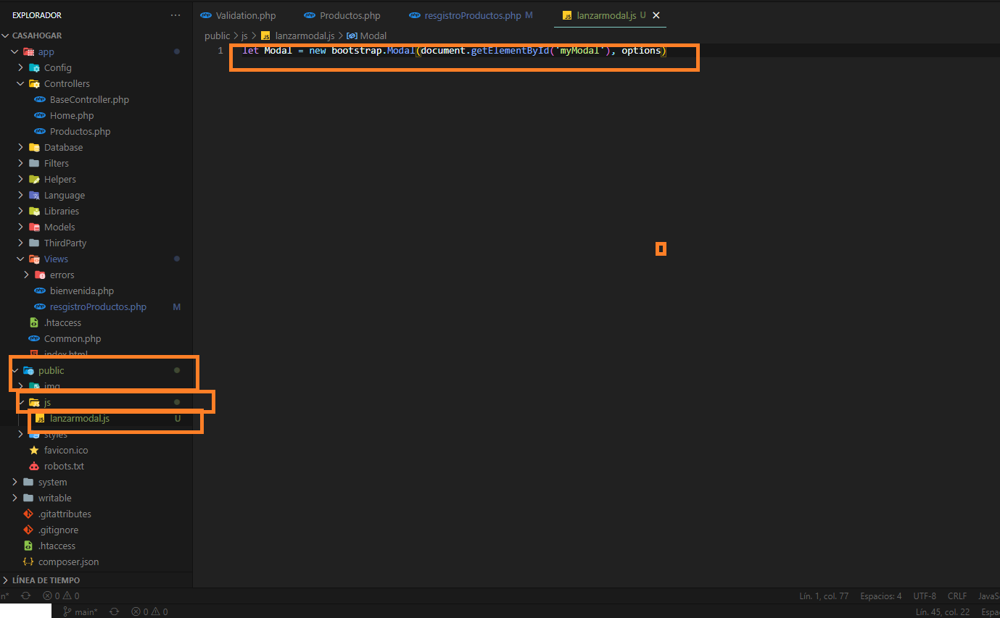 EXPLORADOR ...
CASAHOGAR
app
Config
Controllers
BaseController.php
Home.php
Productos.php
Database
Filters
Helpers
Language
Libraries
Models
ThirdParty
Views
errors
bienvenida.php
resgistroProductos.php M
.htaccess
Common.php
index.html
public
img
js
lanzarmodal.js U
styles
favicon.ico
robots.txt
system
writable
.gitattributes
.gitignore
.htaccess
composer.json
LÍNEA DE TIEMPO
Validation.php Productos.php resgistroProductos.php M lanzarmodal.js U
public > js > JS lanzarmodal.js > Modal
1 let Modal = new bootstrap.Modal(document.getElementById('myModal'), options)
n* 0 0 Lín. 1, col. 77 Espacios: 4 UTF-8 CRLF JavaS
main* 0 0 Lín. 45, col. 22 Espa